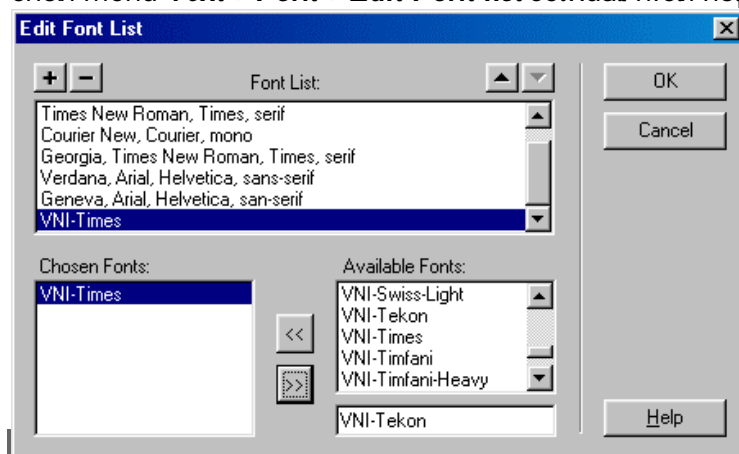 menu Text
Edit Font List
+ −
Font List:
OK
Times New Roman, Times, serif
Courier New, Courier, mono
Georgia, Times New Roman, Times, serif
Verdana, Arial, Helvetica, sans-serif
Geneva, Arial, Helvetica, san-serif
VNI-Times
Cancel
Chosen Fonts:
VNI-Times
<<
>>
Available Fonts:
VNI-Swiss-Light
VNI-Tekon
VNI-Times
VNI-Timfani
VNI-Timfani-Heavy
VNI-Tekon
Help